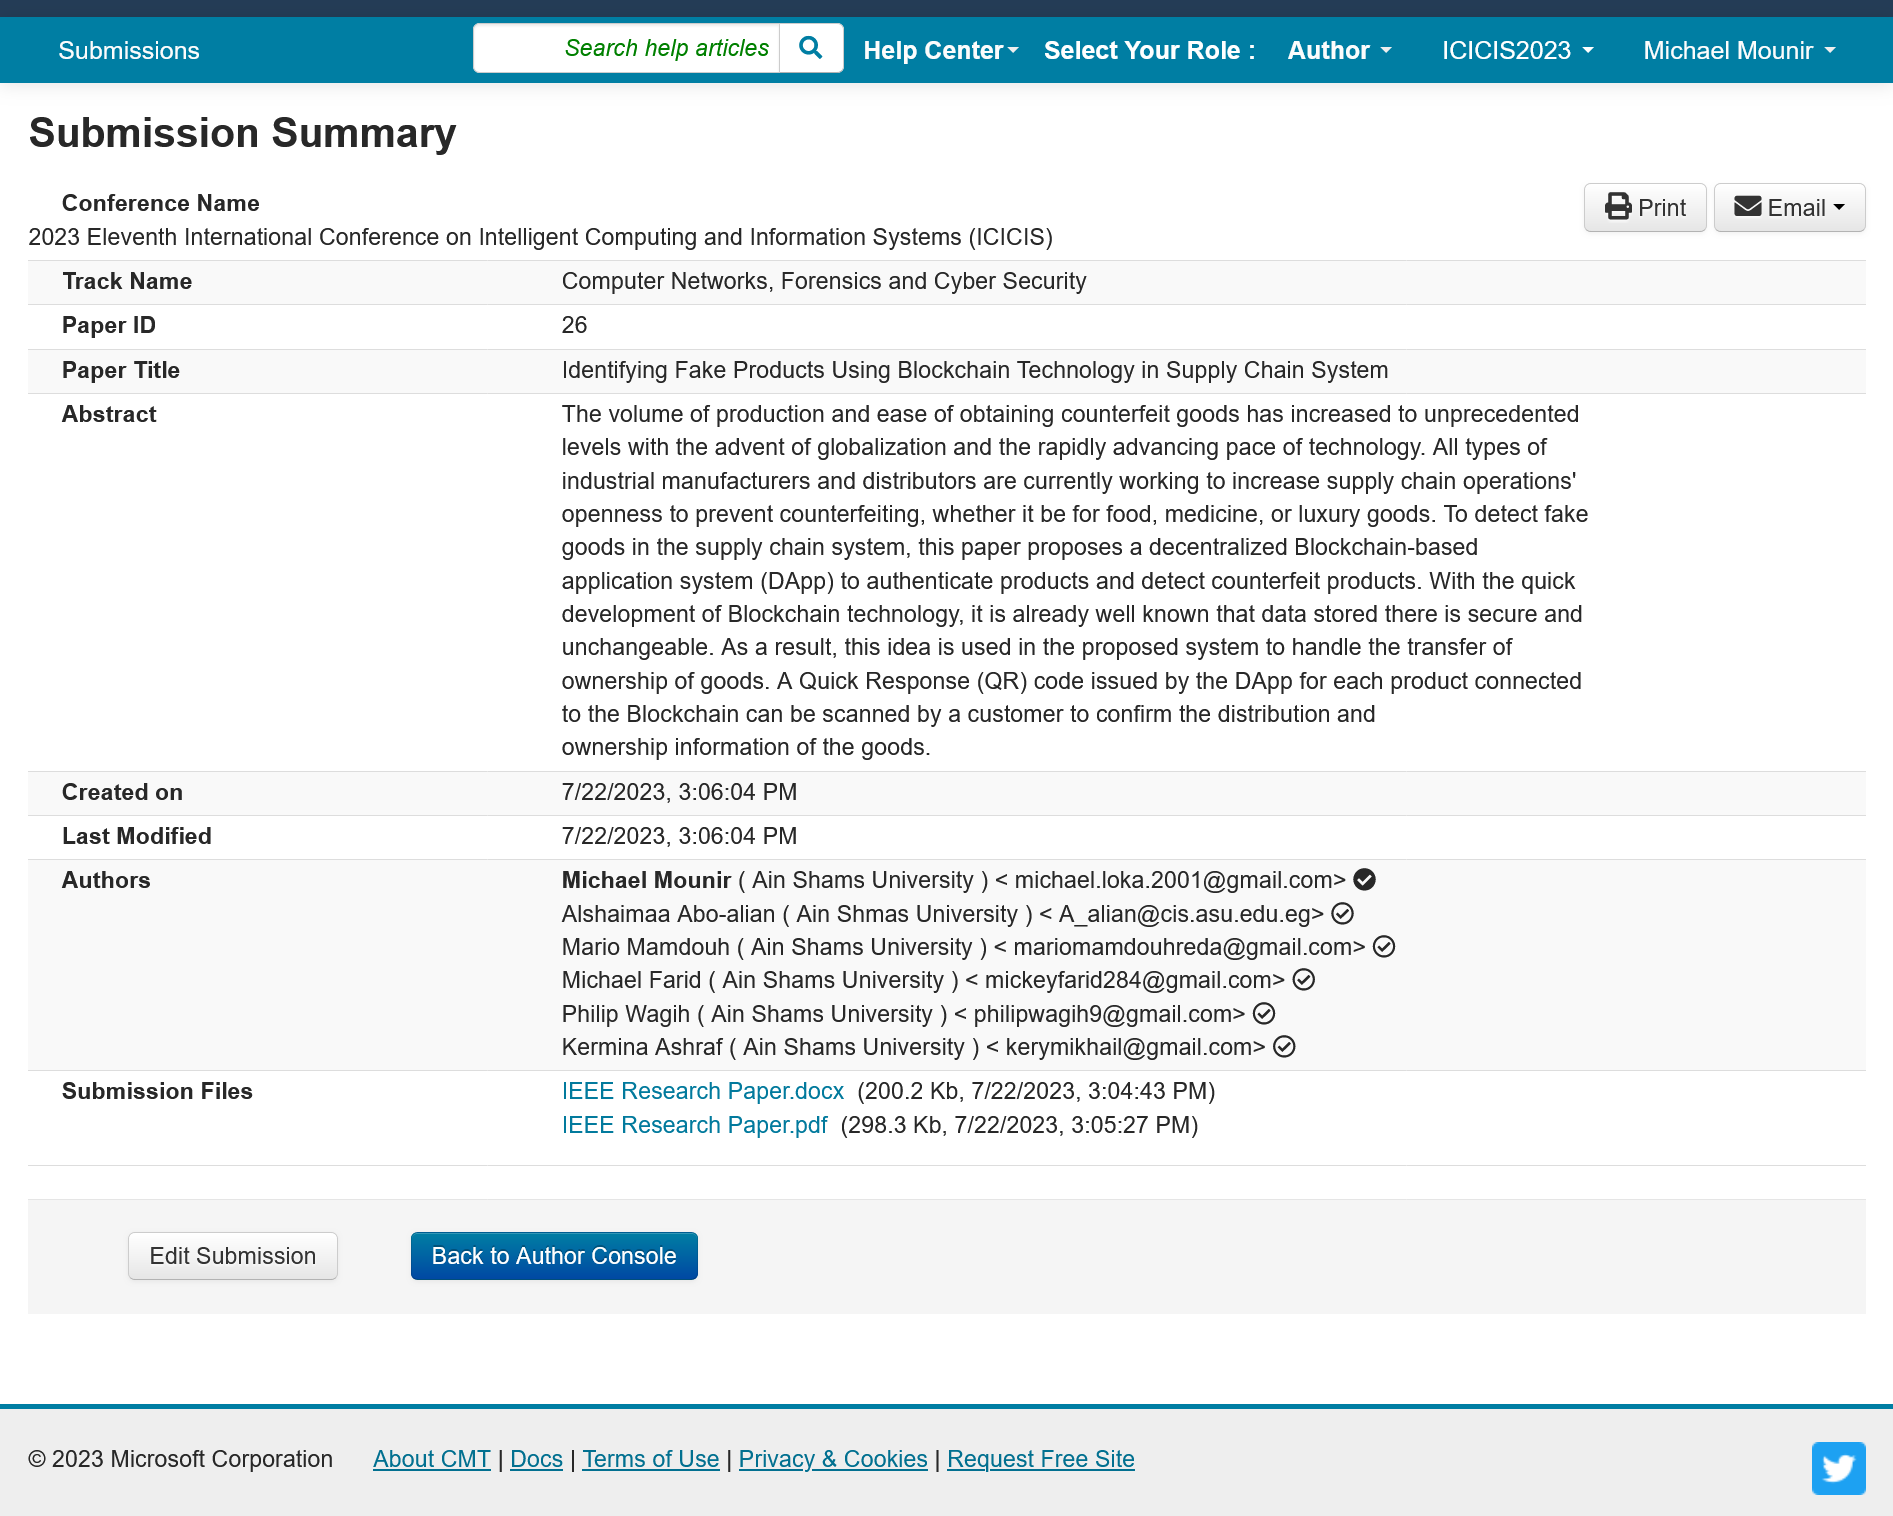 Submissions
Search help articles
Help Center
Select Your Role :
Author
ICICIS2023
Michael Mounir
Submission Summary
Print
Email
Conference Name
2023 Eleventh International Conference on Intelligent Computing and Information Systems (ICICIS)
Track Name
Computer Networks, Forensics and Cyber Security
Paper ID
26
Paper Title
Identifying Fake Products Using Blockchain Technology in Supply Chain System
Abstract
The volume of production and ease of obtaining counterfeit goods has increased to unprecedented
levels with the advent of globalization and the rapidly advancing pace of technology. All types of
industrial manufacturers and distributors are currently working to increase supply chain operations'
openness to prevent counterfeiting, whether it be for food, medicine, or luxury goods. To detect fake
goods in the supply chain system, this paper proposes a decentralized Blockchain-based
application system (DApp) to authenticate products and detect counterfeit products. With the quick
development of Blockchain technology, it is already well known that data stored there is secure and
unchangeable. As a result, this idea is used in the proposed system to handle the transfer of
ownership of goods. A Quick Response (QR) code issued by the DApp for each product connected
to the Blockchain can be scanned by a customer to confirm the distribution and
ownership information of the goods.
Created on
7/22/2023, 3:06:04 PM
Last Modified
7/22/2023, 3:06:04 PM
Authors
Michael Mounir ( Ain Shams University ) < michael.loka.2001@gmail.com>
Alshaimaa Abo-alian ( Ain Shmas University ) < A_alian@cis.asu.edu.eg>
Mario Mamdouh ( Ain Shams University ) < mariomamdouhreda@gmail.com>
Michael Farid ( Ain Shams University ) < mickeyfarid284@gmail.com>
Philip Wagih ( Ain Shams University ) < philipwagih9@gmail.com>
Kermina Ashraf ( Ain Shams University ) < kerymikhail@gmail.com>
Submission Files
IEEE Research Paper.docx (200.2 Kb, 7/22/2023, 3:04:43 PM)
IEEE Research Paper.pdf (298.3 Kb, 7/22/2023, 3:05:27 PM)
Edit Submission
Back to Author Console
© 2023 Microsoft Corporation
About CMT | Docs | Terms of Use | Privacy & Cookies | Request Free Site